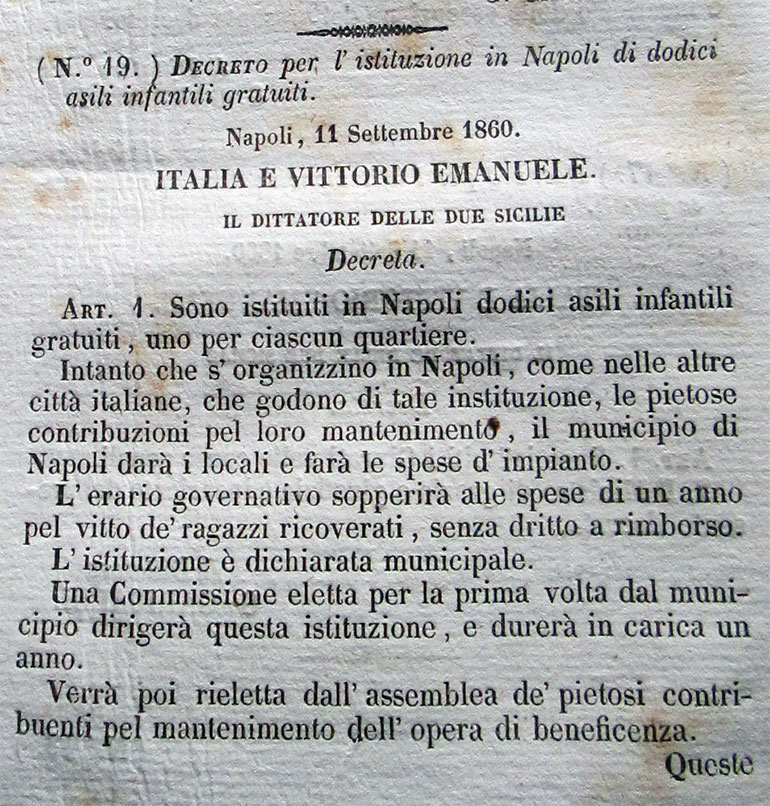 ( N.º 19. ) DECRETO per l' istituzione in Napoli di dodici
asili infantili gratuiti.
Napoli, 11 Settembre 1860.
ITALIA E VITTORIO EMANUELE.
IL DITTATORE DELLE DUE SICILIE
Decreta.
ART. 1. Sono istituiti in Napoli dodici asili infantili
gratuiti, uno per ciascun quartiere.
Intanto che s' organizzino in Napoli, come nelle altre
città italiane, che godono di tale instituzione, le pietose
contribuzioni pel loro mantenimento, il municipio di
Napoli darà i locali e farà le spese d' impianto.
L' erario governativo sopperirà alle spese di un anno
pel vitto de' ragazzi ricoverati, senza dritto a rimborso.
L' istituzione è dichiarata municipale.
Una Commissione eletta per la prima volta dal muni-
cipio dirigerà questa istituzione, e durerà in carica un
anno.
Verrà poi rieletta dall' assemblea de' pietosi contri-
buenti pel mantenimento dell' opera di beneficenza.
Queste